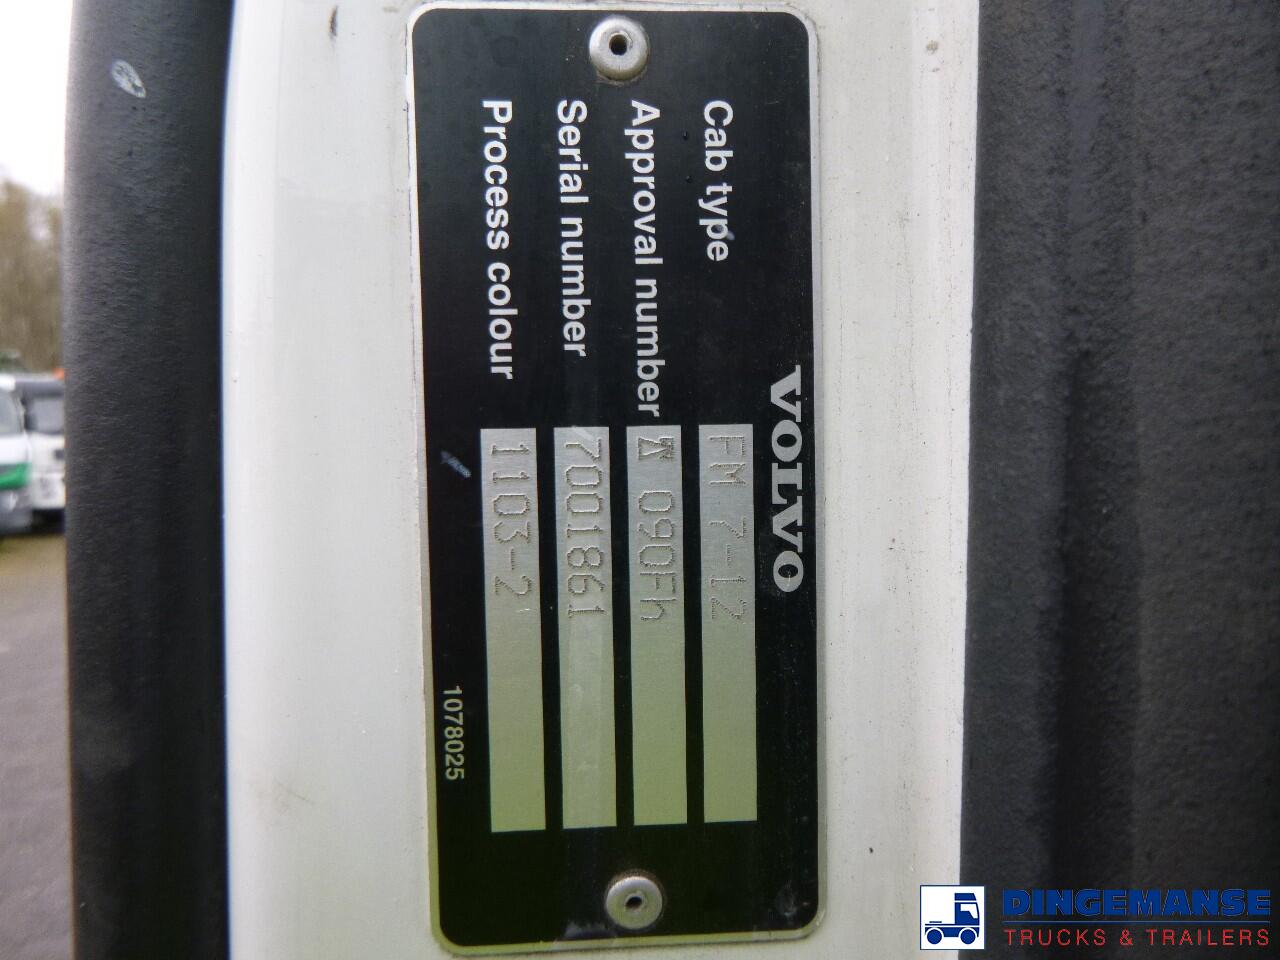 VOLVO
Cab type FM 7-12
Approval number 090Fh
Serial number 7001861
Process colour 1103-2
1078025
DINGEMANSE
TRUCKS & TRAILERS